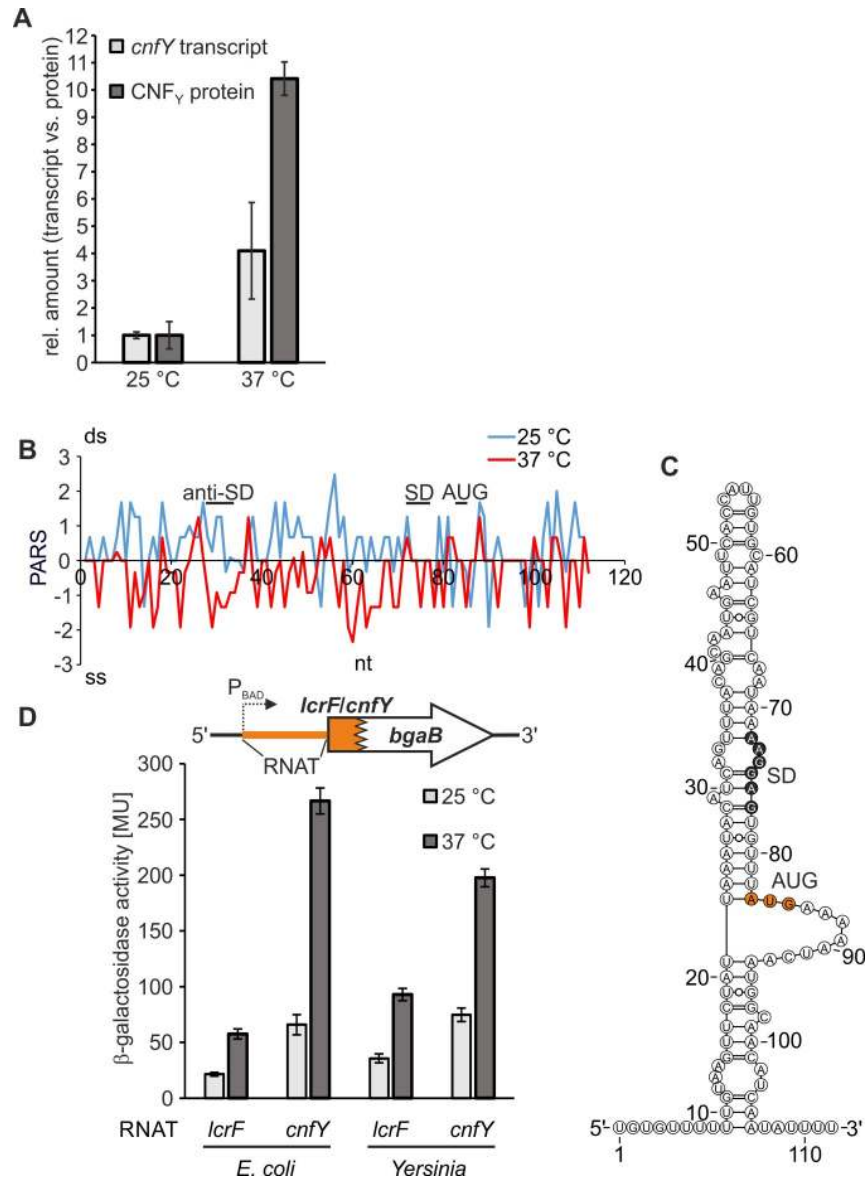 A
cnfY transcript
CNFY protein
rel. amount (transcript vs. protein)
12
11
10
9
8
7
6
5
4
3
2
1
0
25 °C
37 °C
B
ds
25 °C
37 °C
3
2
1
0
-1
-2
-3
PARS
anti-SD
SD
AUG
20
40
60
80
100
120
nt
ss
C
50
60
40
70
SD
30
80
AUG
90
20
100
10
5'-UGUGUUUUU
AUAUUUU-3'
1
110
D
PBAD
lcrF/cnfY
5'
bgaB
3'
RNAT
β-galactosidase activity [MU]
300
250
200
150
100
50
0
25 °C
37 °C
RNAT
lcrF
cnfY
lcrF
cnfY
E. coli
Yersinia